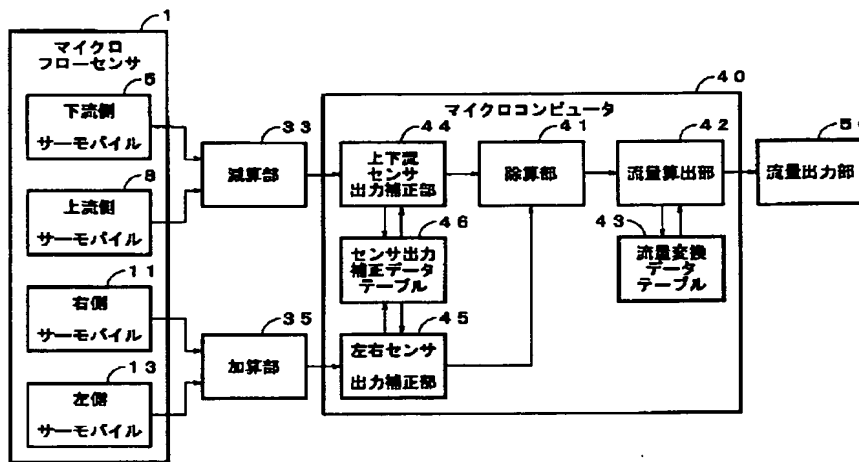 1
マイクロ
フローセンサ
5
下流側
サーモパイル
8
上流側
サーモパイル
11
右側
サーモパイル
13
左側
サーモパイル
33
減算部
35
加算部
40
マイクロコンピュータ
44
上下流
センサ
出力補正部
46
センサ出力
補正データ
テーブル
45
左右センサ
出力補正部
41
除算部
42
流量算出部
43
流量変換
データ
テーブル
流量出力部